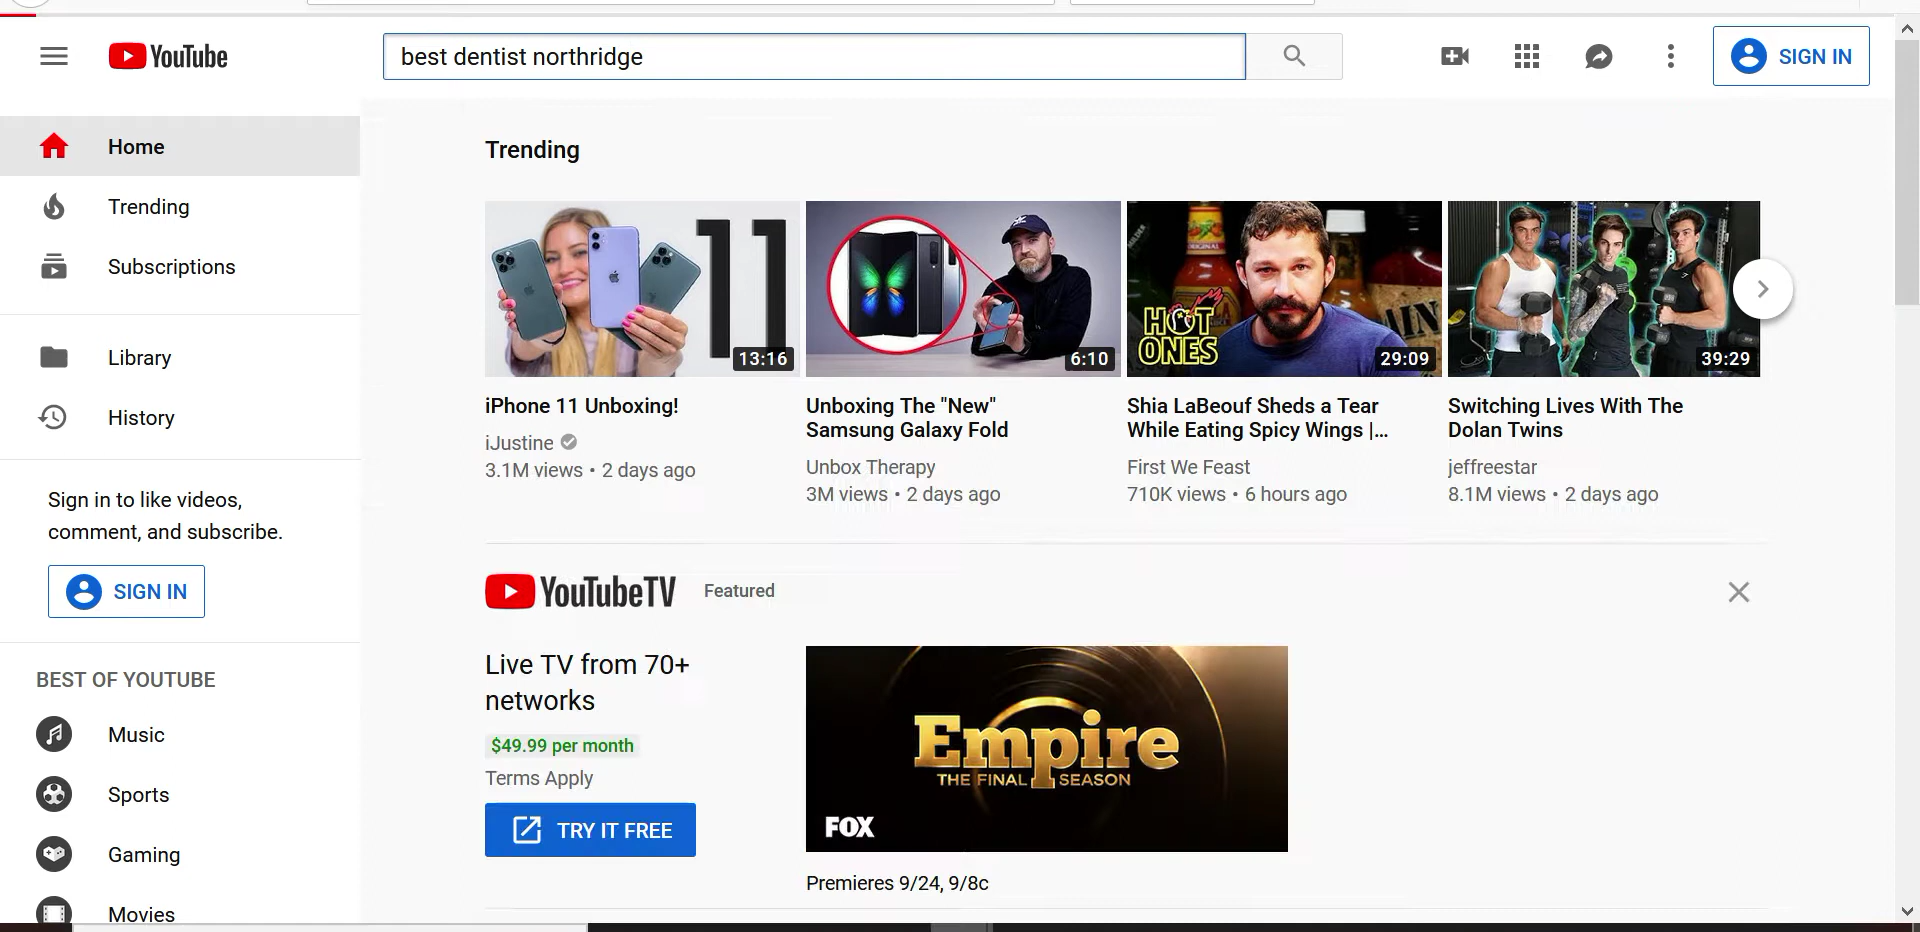 YouTube
best dentist northridge
SIGN IN
Home
Trending
Subscriptions
Library
History
Sign in to like videos,
comment, and subscribe.
SIGN IN
BEST OF YOUTUBE
Music
Sports
Gaming
Movies
Trending
11
13:16
iPhone 11 Unboxing!
iJustine
3.1M views • 2 days ago
6:10
Unboxing The "New"
Samsung Galaxy Fold
Unbox Therapy
3M views • 2 days ago
HOT
ONES
29:09
Shia LaBeouf Sheds a Tear
While Eating Spicy Wings |...
First We Feast
710K views • 6 hours ago
39:29
Switching Lives With The
Dolan Twins
jeffreestar
8.1M views • 2 days ago
YouTubeTV
Featured
Live TV from 70+
networks
$49.99 per month
Terms Apply
TRY IT FREE
Empire
THE FINAL SEASON
FOX
Premieres 9/24, 9/8c